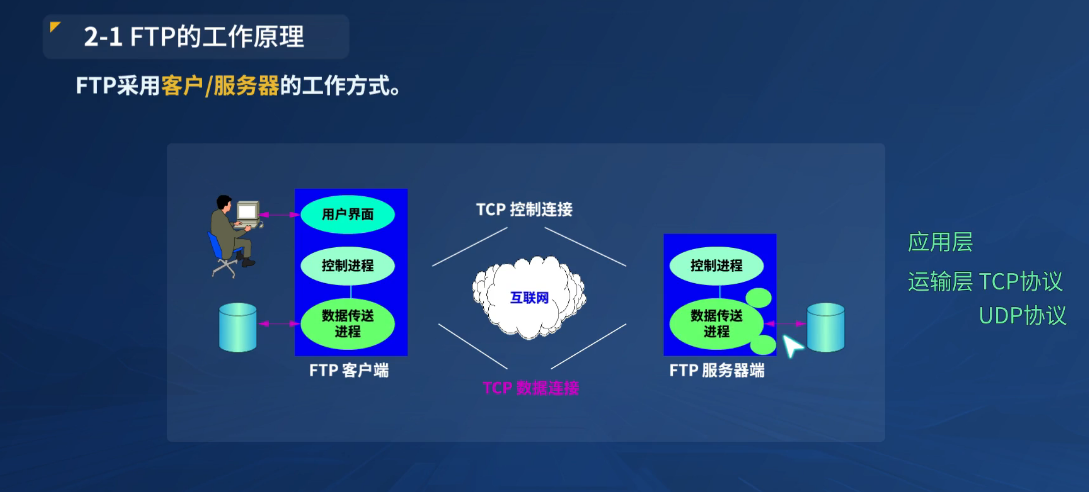 2-1 FTP的工作原理
FTP采用客户/服务器的工作方式。
用户界面
控制进程
数据传送
进程
FTP 客户端
TCP 控制连接
互联网
TCP 数据连接
控制进程
数据传送
进程
FTP 服务器端
应用层
运输层 TCP协议
UDP协议